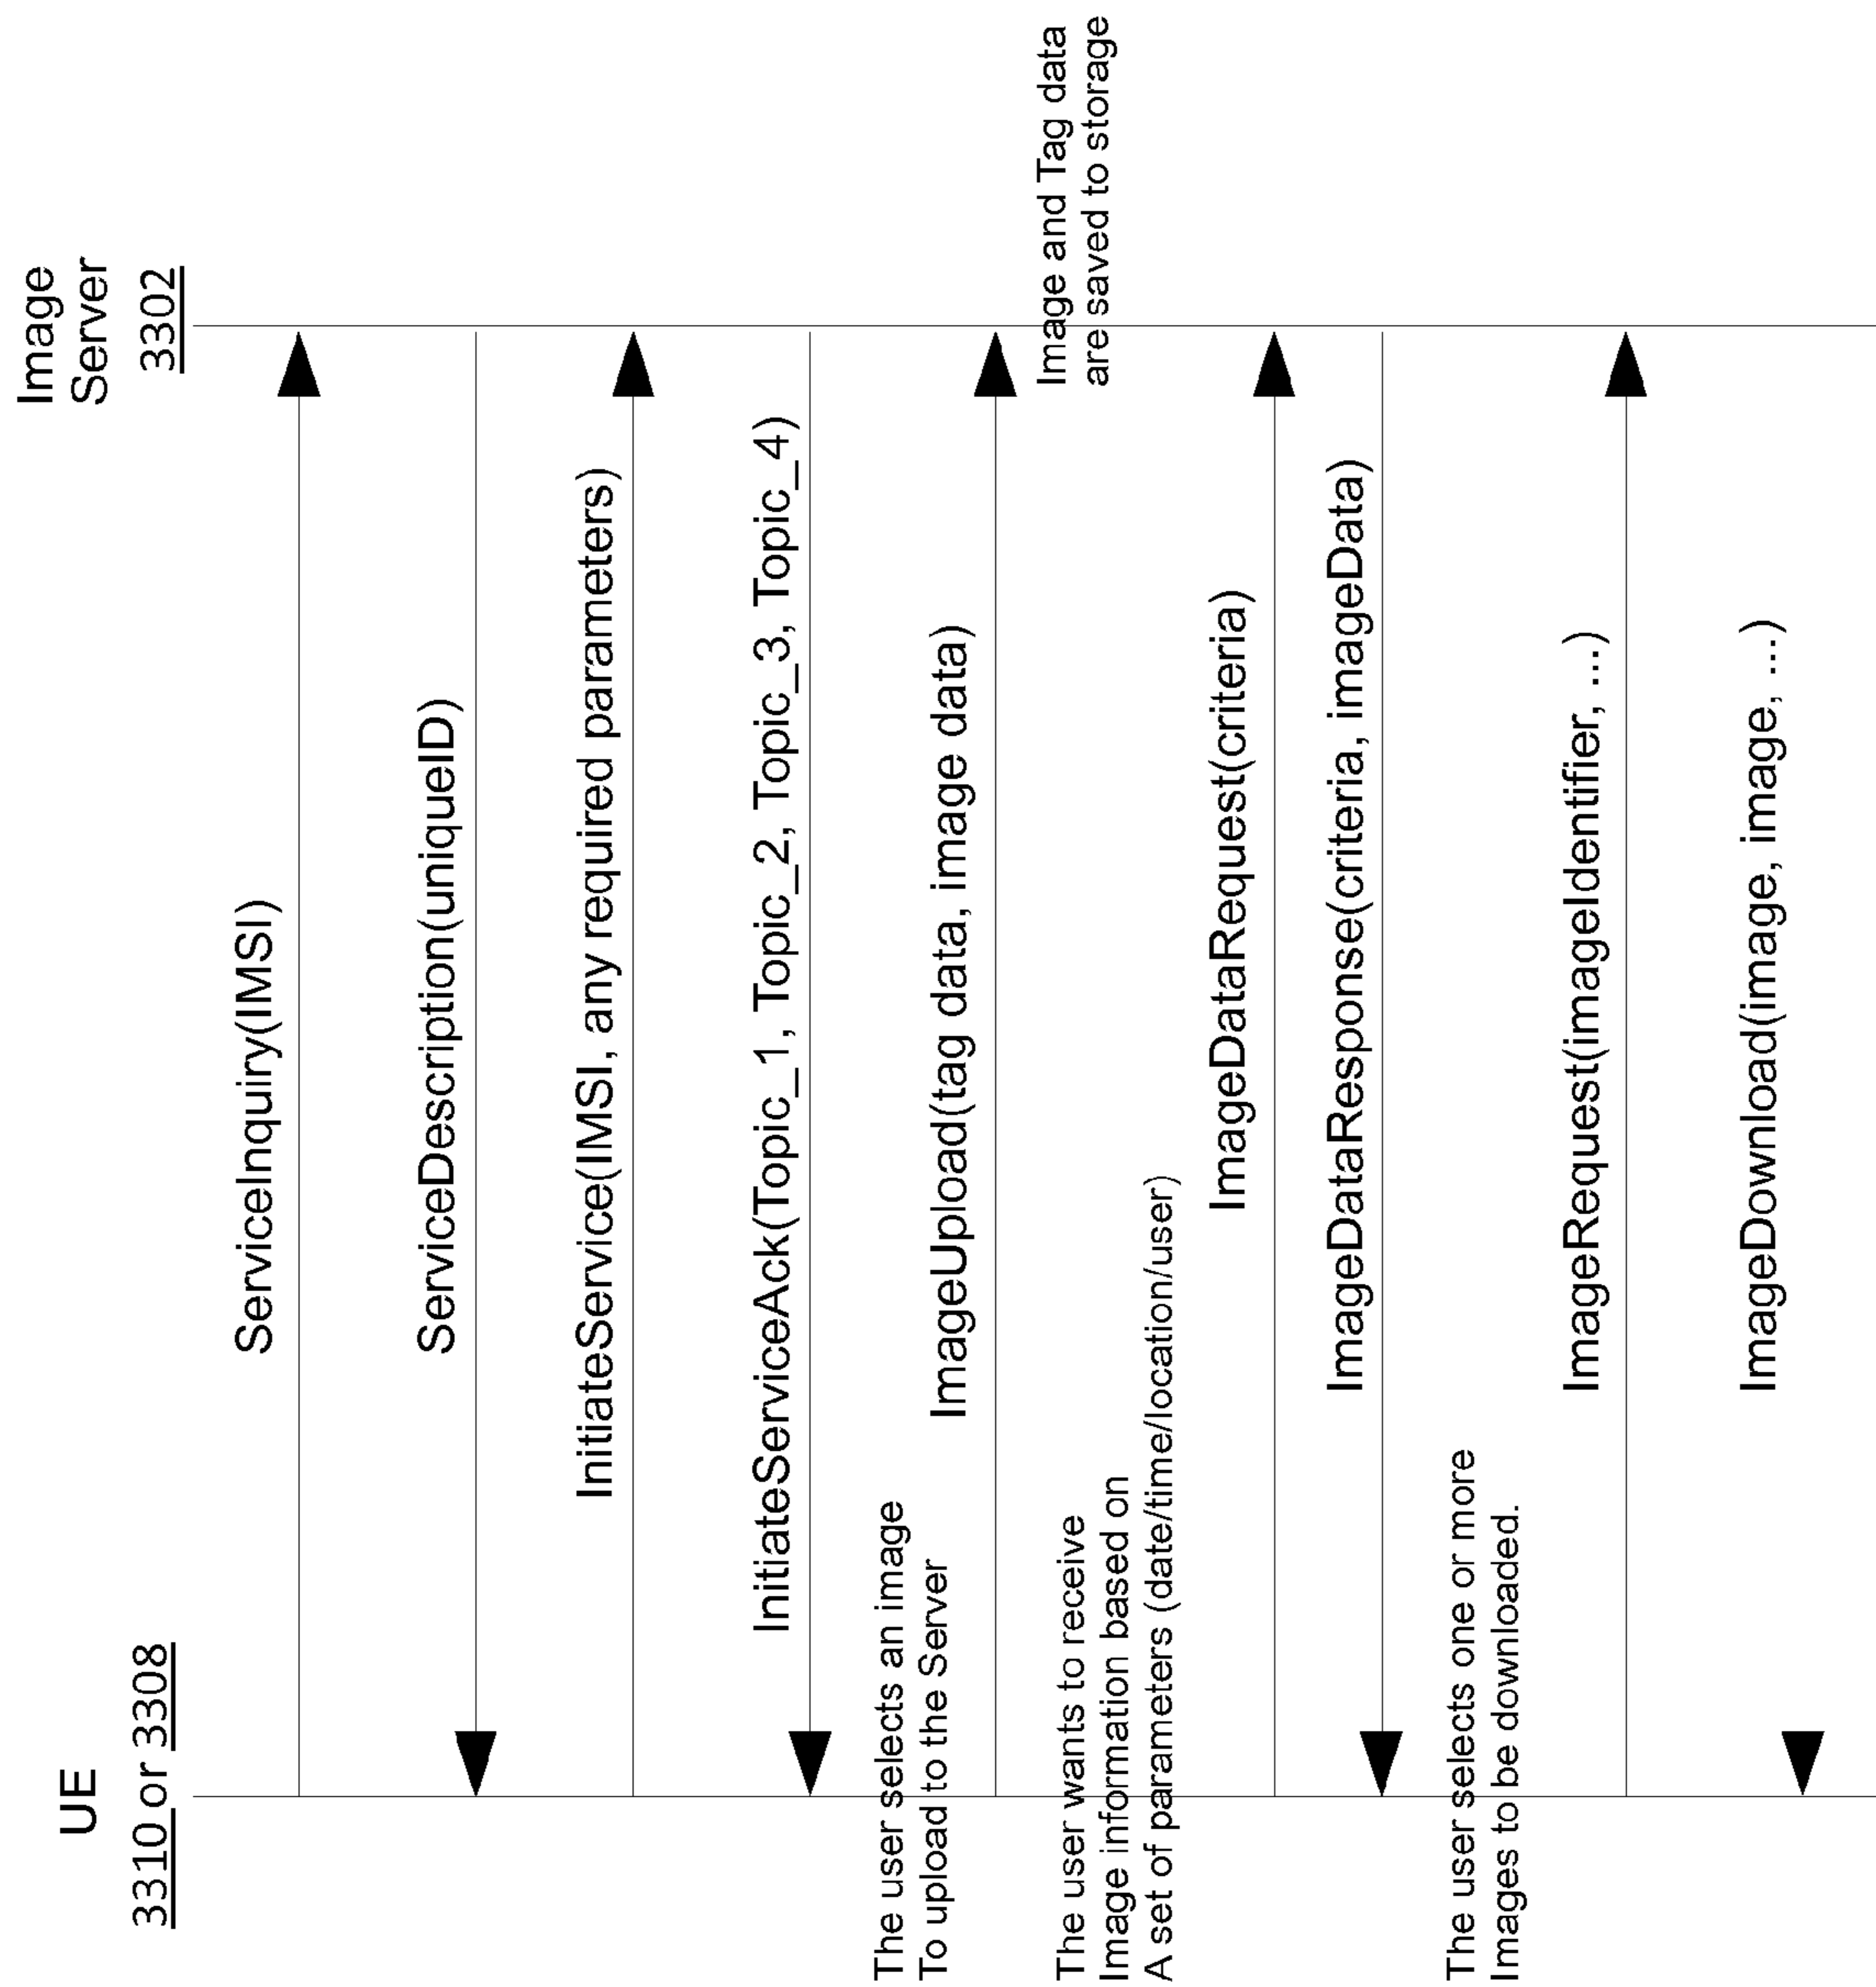 UE
3310 or 3308
Image
Server
3302
ServiceInquiry(IMSI)
ServiceDescription(uniqueID)
InitiateService(IMSI, any required parameters)
InitiateServiceAck(Topic_1, Topic_2, Topic_3, Topic_4)
The user selects an image
To upload to the Server
ImageUpload(tag data, image data)
Image and Tag data
are saved to storage
The user wants to receive
Image information based on
A set of parameters (date/time/location/user)
ImageDataRequest(criteria)
ImageDataResponse(criteria, imageData)
The user selects one or more
Images to be downloaded.
ImageRequest(imageIdentifier, ...)
ImageDownload(image, image, ...)